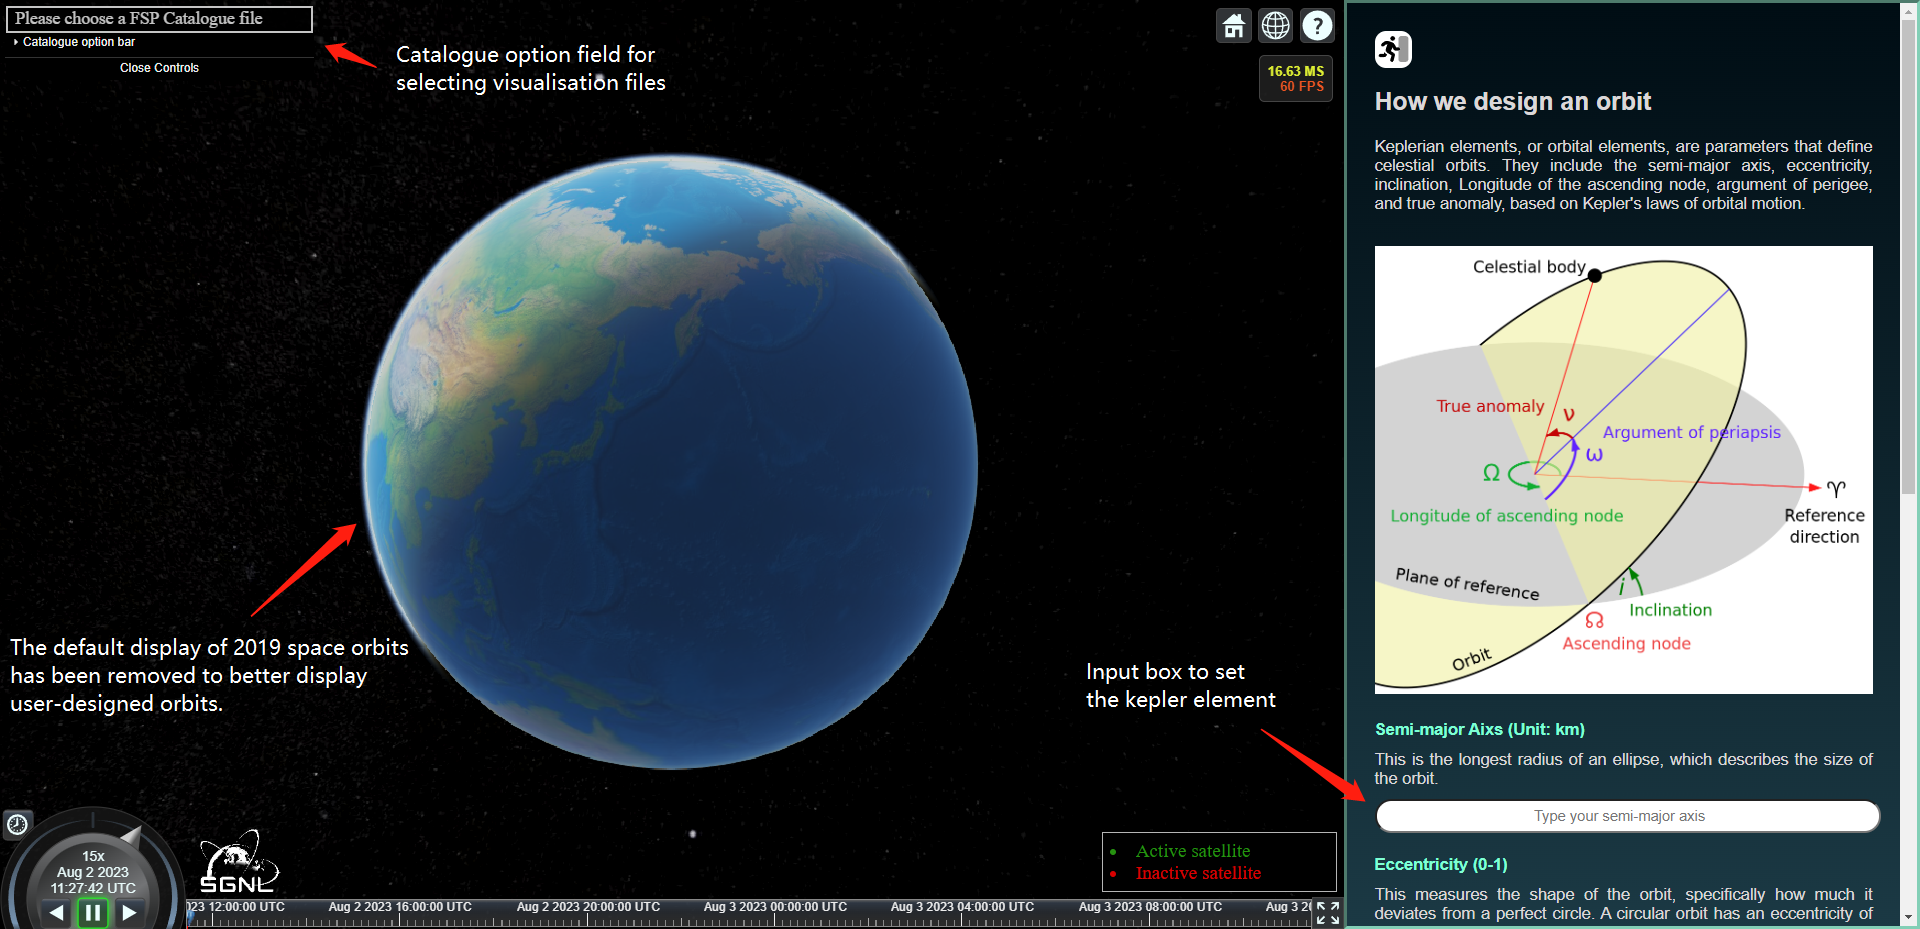 Please choose a FSP Catalogue file
Catalogue option bar
Close Controls
Catalogue option field for
selecting visualisation files
16.63 MS
60 FPS
The default display of 2019 space orbits
has been removed to better display
user-designed orbits.
Input box to set
the kepler element
Active satellite
Inactive satellite
15x
Aug 2 2023
11:27:42 UTC
SGNL
023 12:00:00 UTC
Aug 2 2023 16:00:00 UTC
Aug 2 2023 20:00:00 UTC
Aug 3 2023 00:00:00 UTC
Aug 3 2023 04:00:00 UTC
Aug 3 2023 08:00:00 UTC
Aug 3 2
How we design an orbit
Keplerian elements, or orbital elements, are parameters that define
celestial orbits. They include the semi-major axis, eccentricity,
inclination, Longitude of the ascending node, argument of perigee,
and true anomaly, based on Kepler's laws of orbital motion.
Celestial body
True anomaly
ν
Argument of periapsis
ω
Ω
Longitude of ascending node
♈
Reference
direction
Plane of reference
i
Inclination
☊
Ascending node
Orbit
Semi-major Aixs (Unit: km)
This is the longest radius of an ellipse, which describes the size of
the orbit.
Type your semi-major axis
Eccentricity (0-1)
This measures the shape of the orbit, specifically how much it
deviates from a perfect circle. A circular orbit has an eccentricity of